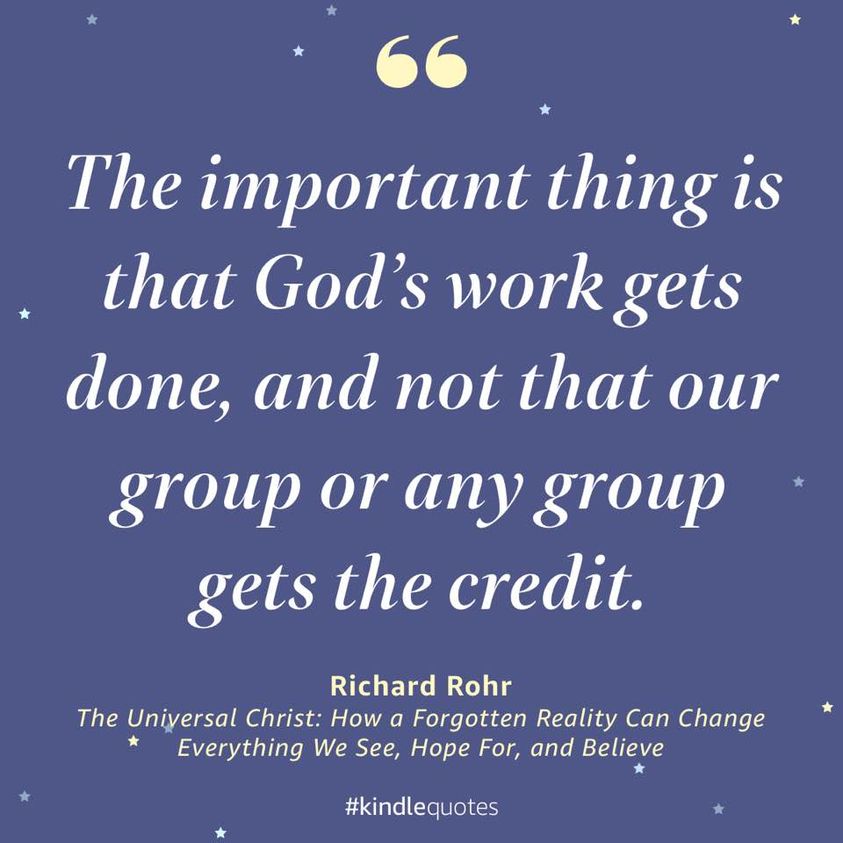 “
The important thing is
that God’s work gets
done, and not that our
group or any group
gets the credit.
Richard Rohr
The Universal Christ: How a Forgotten Reality Can Change
Everything We See, Hope For, and Believe
#kindlequotes